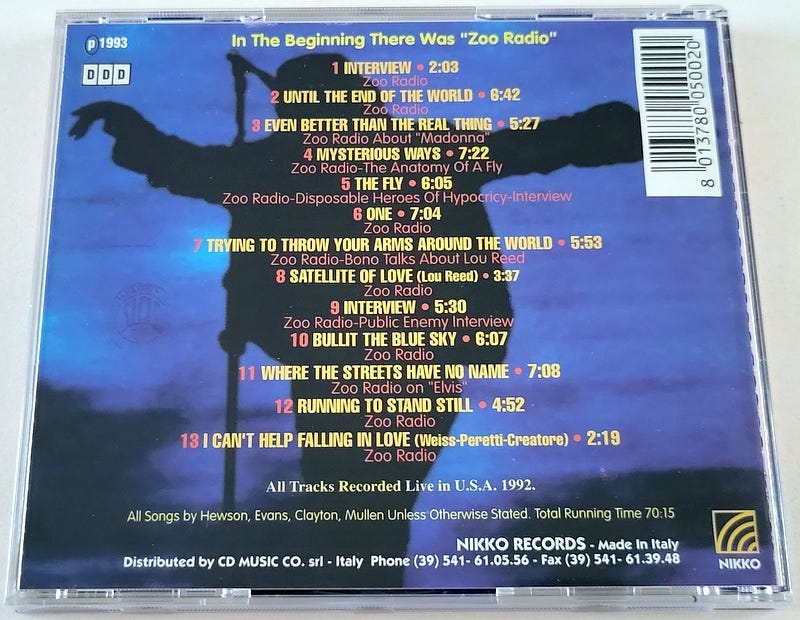 ℗ 1993
DDD
In The Beginning There Was "Zoo Radio"
1 INTERVIEW • 2:03
Zoo Radio
2 UNTIL THE END OF THE WORLD • 6:42
Zoo Radio
3 EVEN BETTER THAN THE REAL THING • 5:27
Zoo Radio About "Madonna"
4 MYSTERIOUS WAYS • 7:22
Zoo Radio-The Anatomy Of A Fly
5 THE FLY • 6:05
Zoo Radio-Disposable Heroes Of Hypocricy-Interview
6 ONE • 7:04
Zoo Radio
7 TRYING TO THROW YOUR ARMS AROUND THE WORLD • 5:53
Zoo Radio-Bono Talks About Lou Reed
8 SATELLITE OF LOVE (Lou Reed) • 3:37
Zoo Radio
9 INTERVIEW • 5:30
Zoo Radio-Public Enemy Interview
10 BULLIT THE BLUE SKY • 6:07
Zoo Radio
11 WHERE THE STREETS HAVE NO NAME • 7:08
Zoo Radio on "Elvis"
12 RUNNING TO STAND STILL • 4:52
Zoo Radio
13 I CAN'T HELP FALLING IN LOVE (Weiss-Peretti-Creatore) • 2:19
Zoo Radio
All Tracks Recorded Live in U.S.A. 1992.
All Songs by Hewson, Evans, Clayton, Mullen Unless Otherwise Stated. Total Running Time 70:15
NIKKO RECORDS - Made In Italy
Distributed by CD MUSIC CO. srl - Italy Phone (39) 541- 61.05.56 - Fax (39) 541- 61.39.48
NIKKO
8 013780 050020